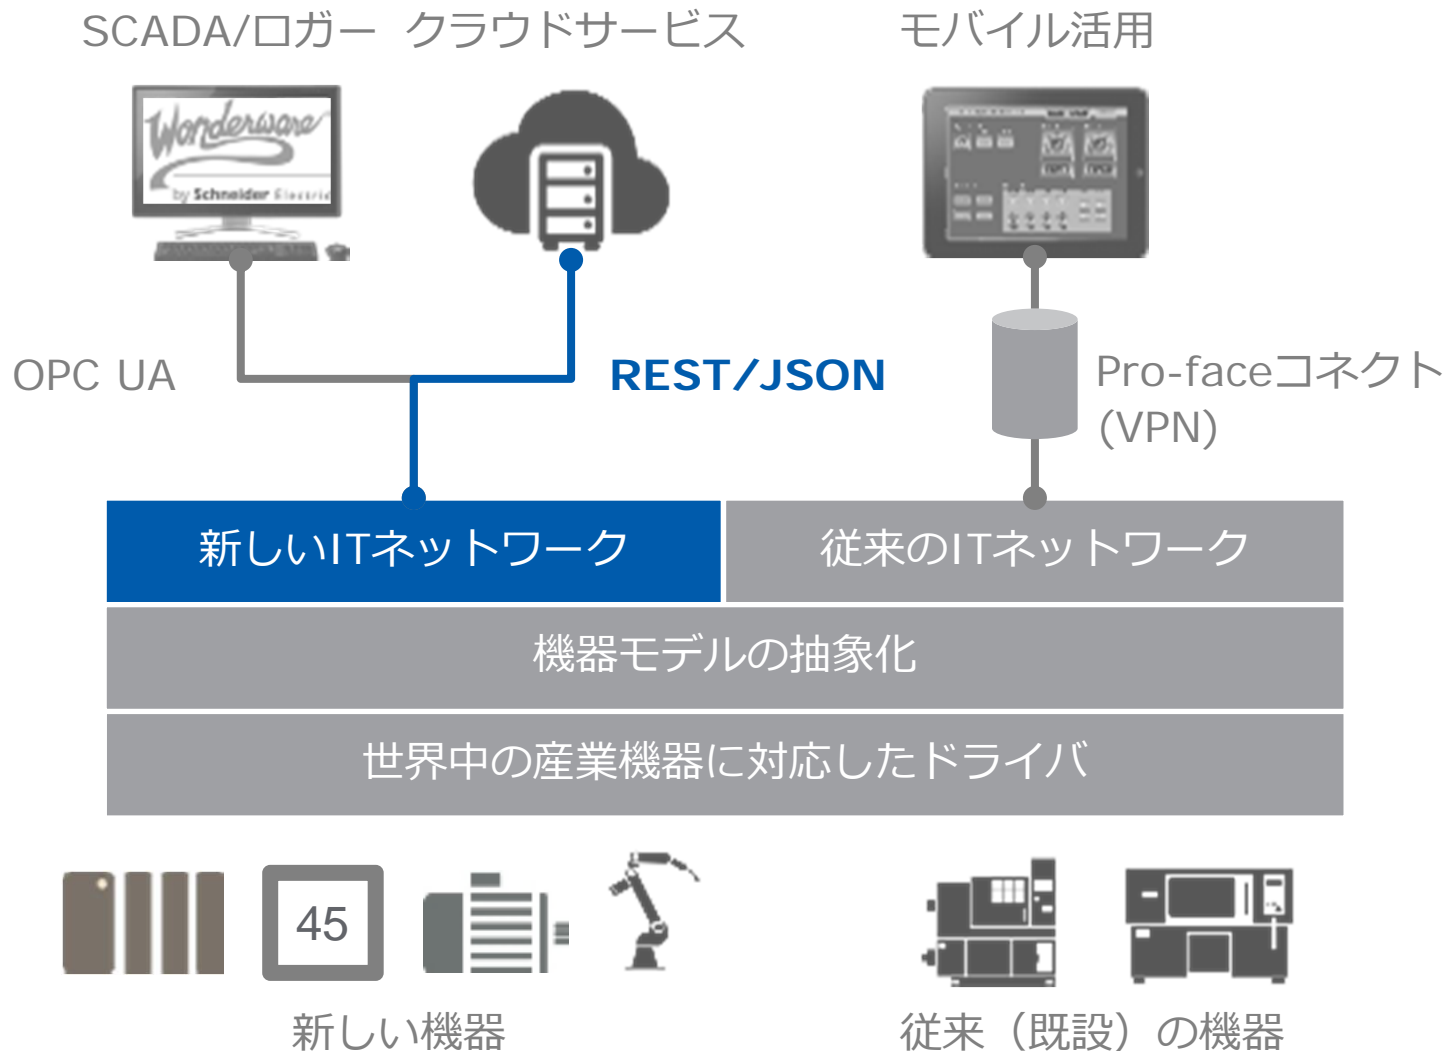 SCADA/ロガー
クラウドサービス
モバイル活用
Wonderware
by Schneider Electric
OPC UA
REST/JSON
Pro-faceコネクト
(VPN)
新しいITネットワーク
従来のITネットワーク
機器モデルの抽象化
世界中の産業機器に対応したドライバ
45
新しい機器
従来（既設）の機器